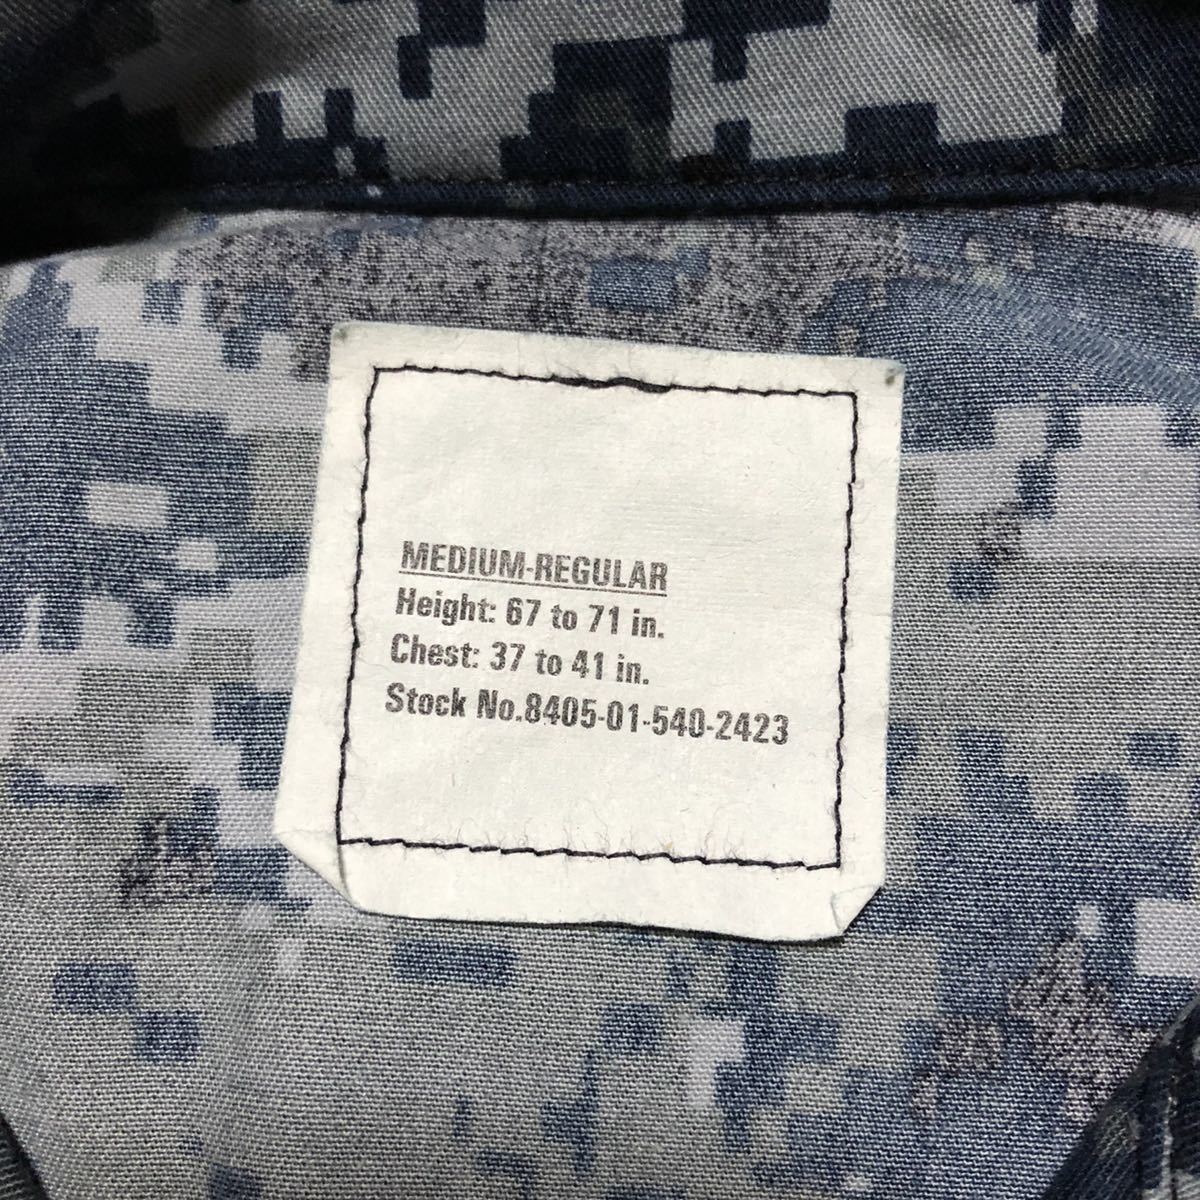 MEDIUM-REGULAR
Height: 67 to 71 in.
Chest: 37 to 41 in.
Stock No.8405-01-540-2423